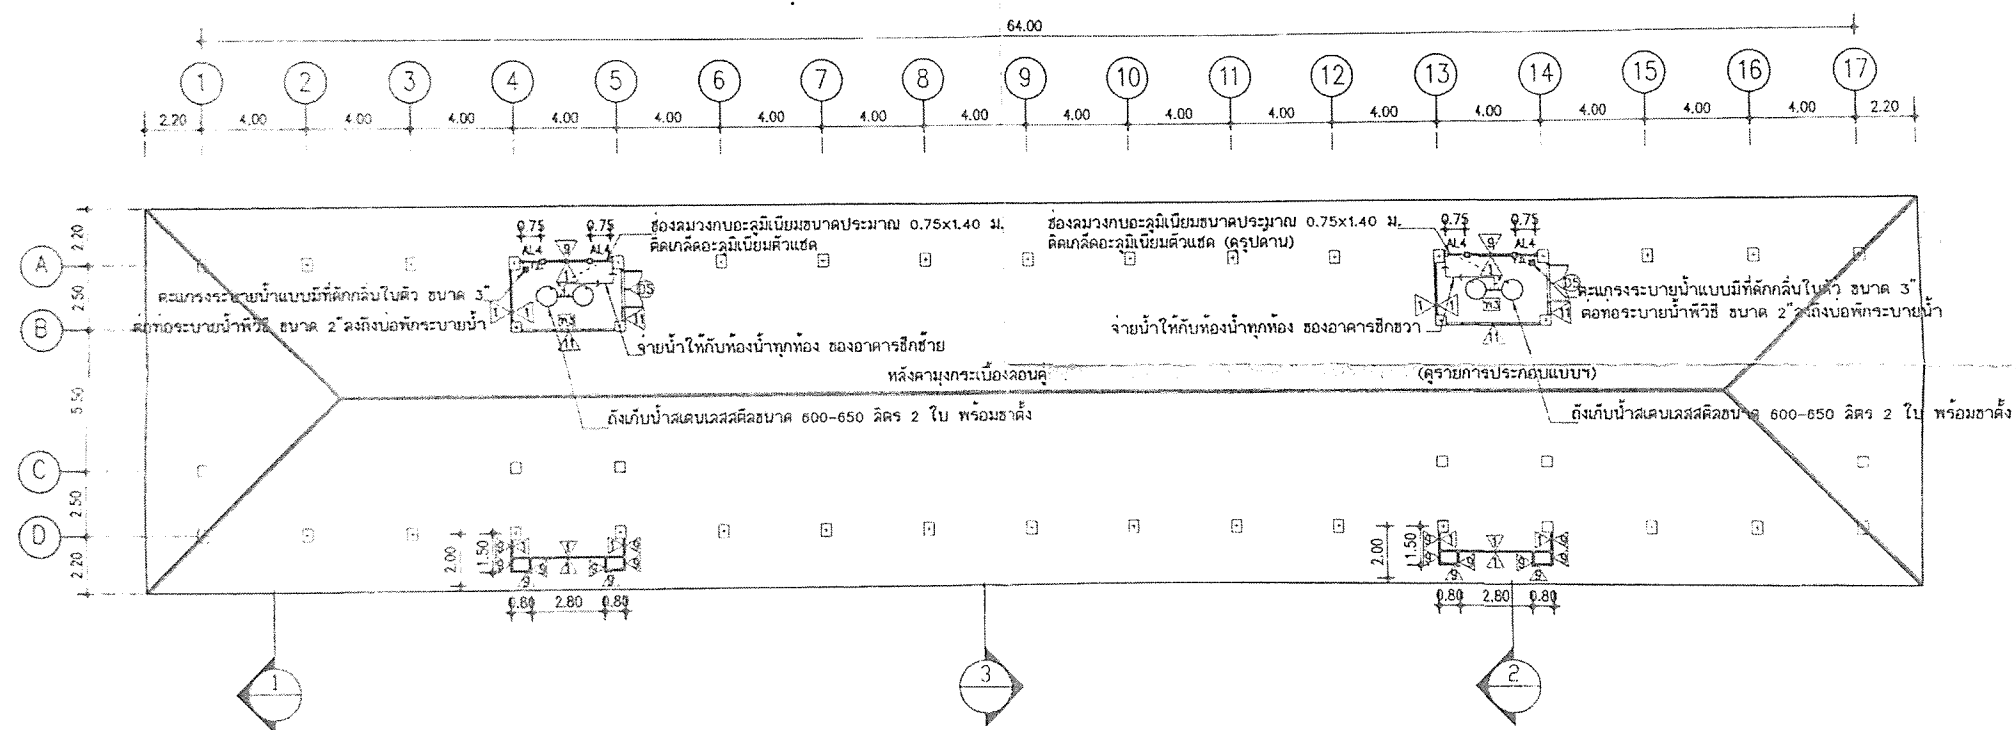 64.00
1 2 3 4 5 6 7 8 9 10 11 12 13 14 15 16 17
2.20 4.00 4.00 4.00 4.00 4.00 4.00 4.00 4.00 4.00 4.00 4.00 4.00 4.00 4.00 4.00 4.00 2.20
2.20
A
2.50
B
5.50
C
2.50
D
2.20
0.75 0.75
AL4 AL4
9
ช่องลมวงกบอะลูมิเนียมขนาดประมาณ 0.75x1.40 ม.
ติดเกล็ดอะลูมิเนียมตัวแซด
ช่องลมวงกบอะลูมิเนียมขนาดประมาณ 0.75x1.40 ม.
ติดเกล็ดอะลูมิเนียมตัวแซด (ดูรูปด้าน)
0.75 0.75
AL4 AL4
9
ตะแกรงระบายน้ำแบบมีที่ดักกลิ่นในตัว ขนาด 3"
ต่อท่อระบายน้ำพีวีซี ขนาด 2" ลงถึงบ่อพักระบายน้ำ
1 1
11
11
จ่ายน้ำให้กับห้องน้ำทุกห้อง ของอาคารซีกซ้าย
จ่ายน้ำให้กับห้องน้ำทุกห้อง ของอาคารซีกขวา
1 1
11
11
ตะแกรงระบายน้ำแบบมีที่ดักกลิ่นในตัว ขนาด 3"
ต่อท่อระบายน้ำพีวีซี ขนาด 2" ลงถึงบ่อพักระบายน้ำ
หลังคามุงกระเบื้องลอนคู่ (ดูรายการประกอบแบบฯ)
ถังเก็บน้ำสเตนเลสสตีลขนาด 600-650 ลิตร 2 ใบ พร้อมขาตั้ง
ถังเก็บน้ำสเตนเลสสตีลขนาด 600-650 ลิตร 2 ใบ พร้อมขาตั้ง
2.00 1.50
0.80 2.80 0.80
2.00 1.50
0.80 2.80 0.80
1 3 2